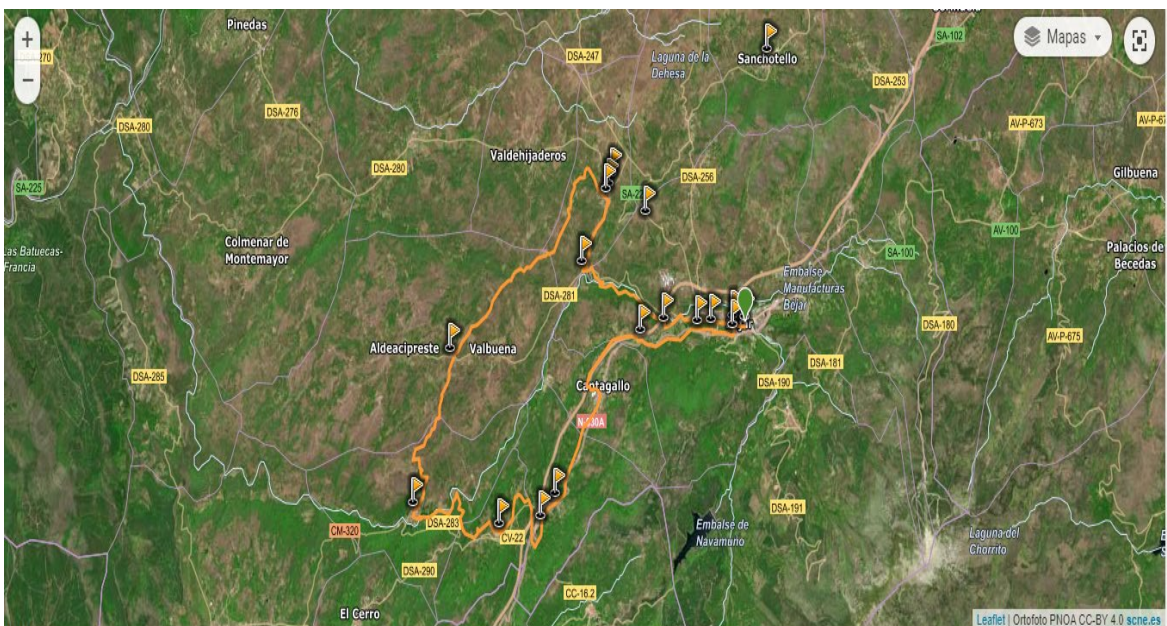 Pinedas
SA-102
+
Mapas
DSA-247
Laguna de la
Dehesa
Sanchotello
−
DSA-253
DSA-276
DSA-280
AV-P-673
Valdehijaderos
DSA-280
DSA-256
Gilbuena
SA-225
AV-100
Colmenar de
Montemayor
Las Batuecas-
Francia
SA-100
Palacios de
Becedas
Embalse
Manufacturas
Béjar
DSA-281
DSA-180
AV-P-675
Aldeacipreste
Valbuena
DSA-181
DSA-285
DSA-190
Cantagallo
N-630A
DSA-191
DSA-283
CM-320
CV-22
Embalse de
Navamuño
Laguna del
Chorrito
DSA-290
CC-16.2
El Cerro
Leaflet | Ortofoto PNOA CC-BY 4.0 scne.es